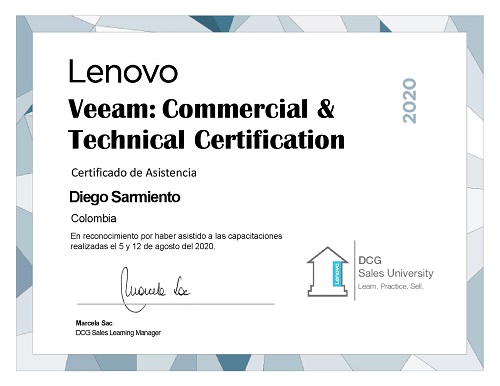 Lenovo
2020
Veeam: Commercial &
Technical Certification
Certificado de Asistencia
Diego Sarmiento
Colombia
En reconocimiento por haber asistido a las capacitaciones
realizadas el 5 y 12 de agosto del 2020.
Marcela Sac
Marcela Sac
DCG Sales Learning Manager
Lenovo
DCG
Sales University
Learn. Practice. Sell.